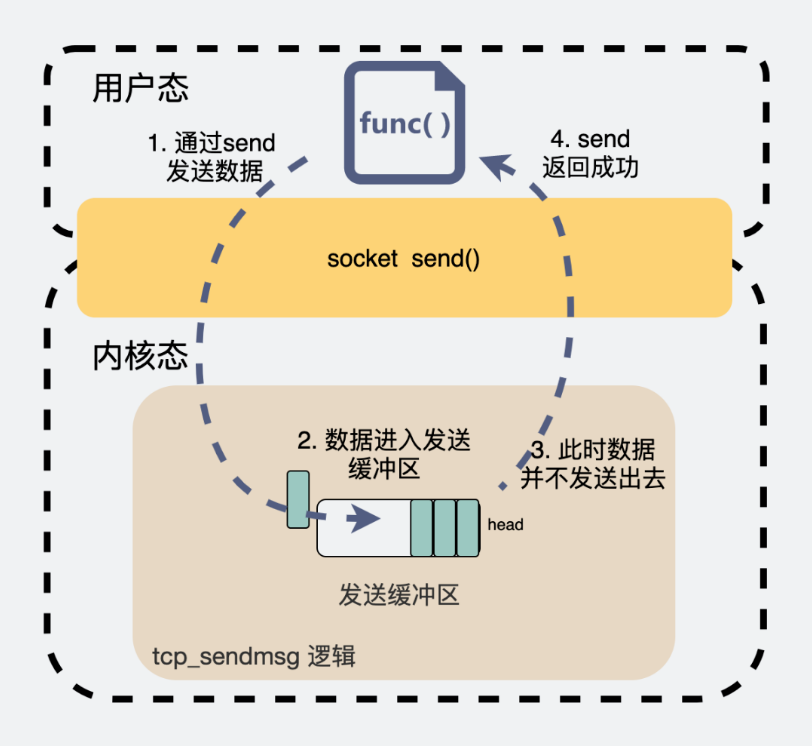 用户态
func( )
1. 通过send
发送数据
4. send
返回成功
socket send()
内核态
2. 数据进入发送
缓冲区
3. 此时数据
并不发送出去
head
发送缓冲区
tcp_sendmsg 逻辑